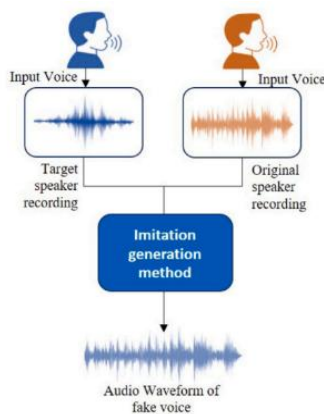 Input Voice
Input Voice
Target
speaker
recording
Original
speaker
recording
Imitation
generation
method
Audio Waveform of
fake voice